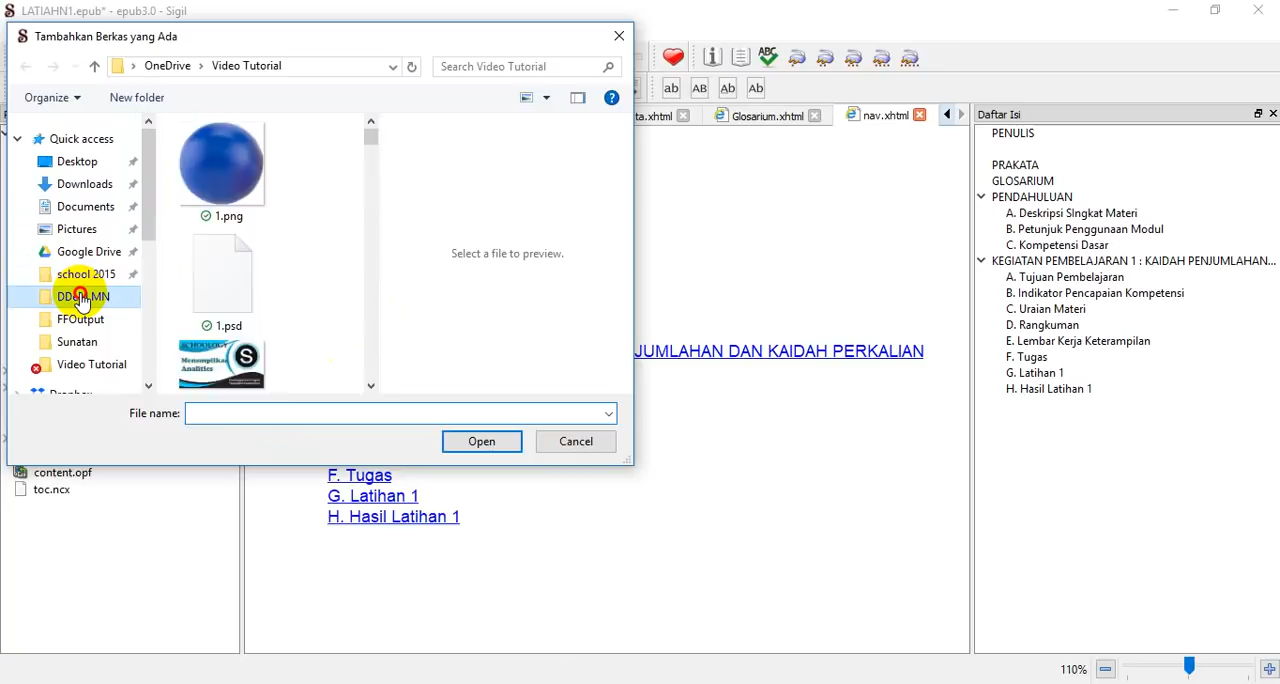 LATIAHN1.epub* - epub3.0 - Sigil
Tambahkan Berkas yang Ada
OneDrive
Video Tutorial
Search Video Tutorial
Organize
New folder
Quick access
Desktop
Downloads
Documents
Pictures
Google Drive
school 2015
FFOutput
Sunatan
Video Tutorial
1.png
1.psd
SCHOOLOGY
Menampilkan
Analitics
S
Select a file to preview.
File name:
Open
Cancel
ABC
ab
AB
Ab
Ab
ta.xhtml
Glosarium.xhtml
nav.xhtml
JUMLAHAN DAN KAIDAH PERKALIAN
F. Tugas
G. Latihan 1
H. Hasil Latihan 1
content.opf
toc.ncx
Daftar Isi
PENULIS
PRAKATA
GLOSARIUM
PENDAHULUAN
A. Deskripsi SIngkat Materi
B. Petunjuk Penggunaan Modul
C. Kompetensi Dasar
KEGIATAN PEMBELAJARAN 1 : KAIDAH PENJUMLAHAN...
A. Tujuan Pembelajaran
B. Indikator Pencapaian Kompetensi
C. Uraian Materi
D. Rangkuman
E. Lembar Kerja Keterampilan
F. Tugas
G. Latihan 1
H. Hasil Latihan 1
110%